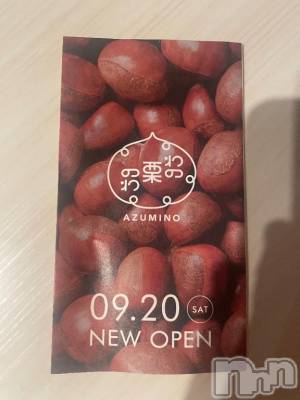 栗
AZUMINO
09.20 SAT
NEW OPEN